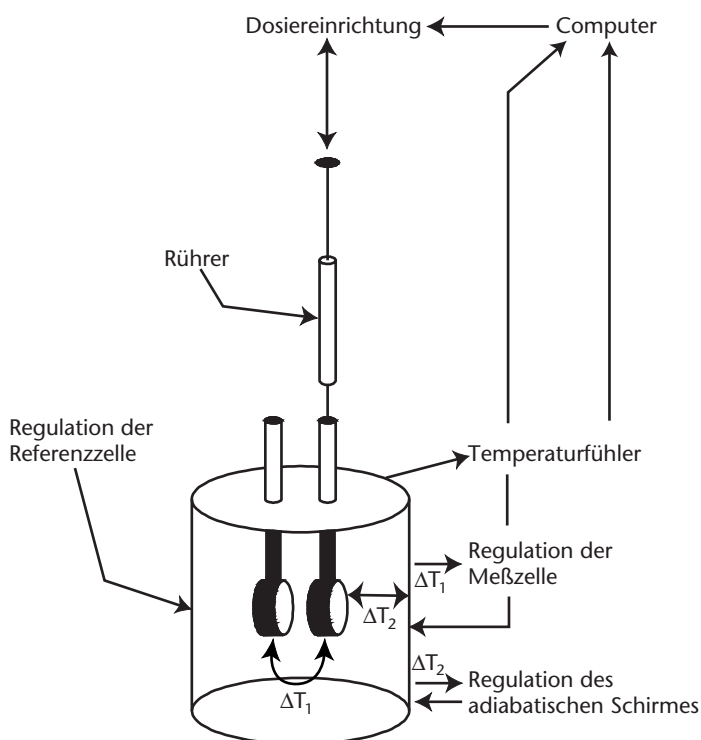 Dosiereinrichtung
Computer
Rührer
Regulation der
Referenzzelle
Temperaturfühler
Regulation der
Meßzelle
ΔT₁
ΔT₂
ΔT₂
Regulation des
adiabatischen Schirmes
ΔT₁